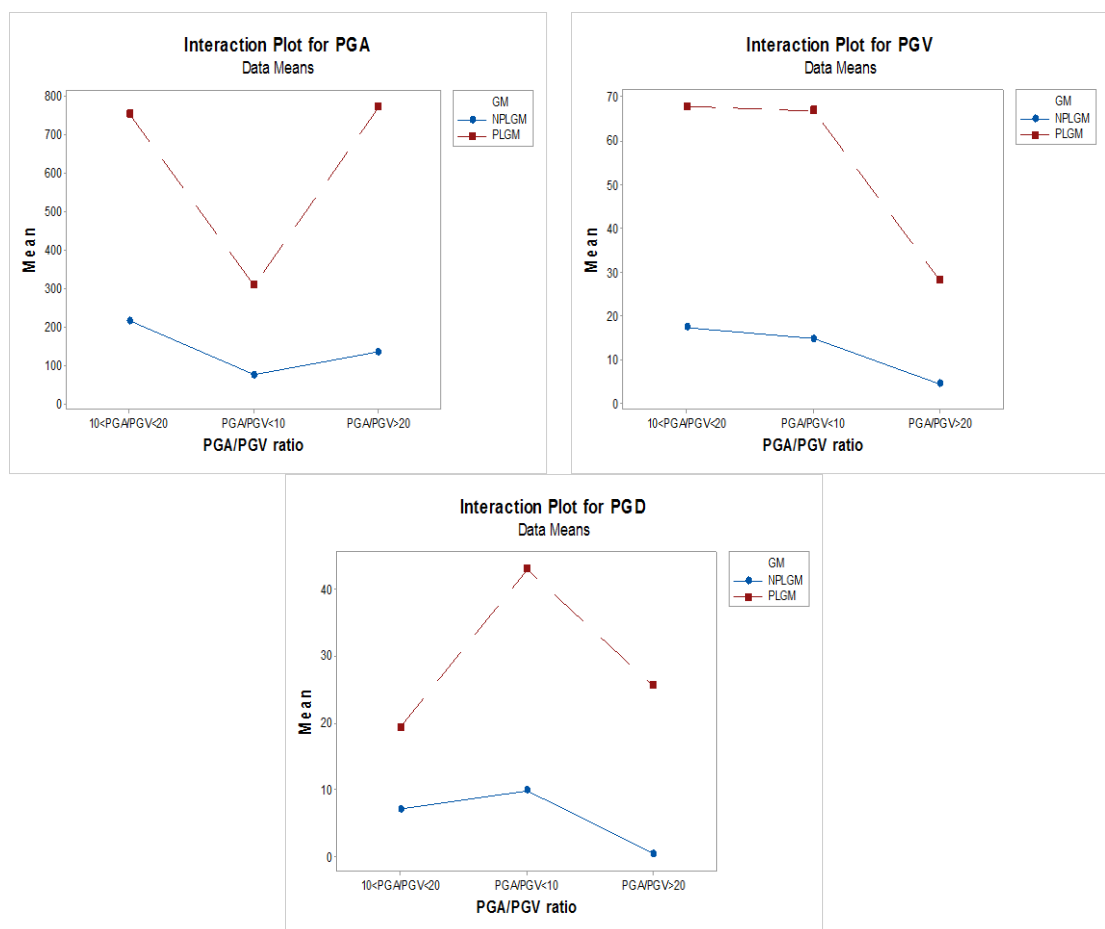 Interaction Plot for PGA
Data Means
800
700
600
500
400
300
200
100
0
Mean
10<PGA/PGV<20
PGA/PGV<10
PGA/PGV>20
PGA/PGV ratio
GM
NPLGM
PLGM
Interaction Plot for PGV
Data Means
70
60
50
40
30
20
10
0
Mean
10<PGA/PGV<20
PGA/PGV<10
PGA/PGV>20
PGA/PGV ratio
GM
NPLGM
PLGM
Interaction Plot for PGD
Data Means
40
30
20
10
0
Mean
10<PGA/PGV<20
PGA/PGV<10
PGA/PGV>20
PGA/PGV ratio
GM
NPLGM
PLGM